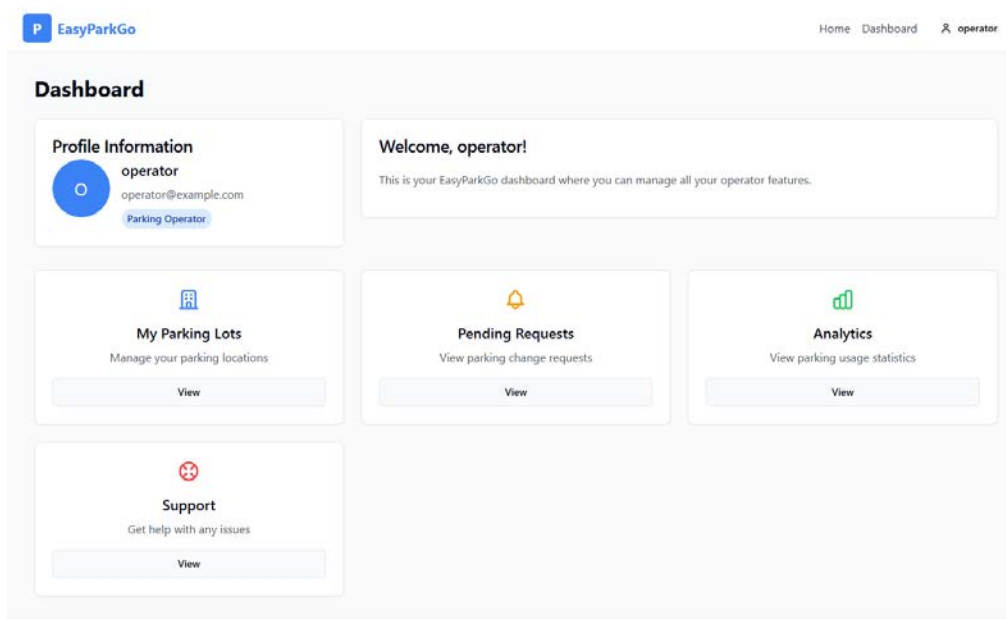 P EasyParkGo
Home Dashboard operator
Dashboard
Profile Information
O
operator
operator@example.com
Parking Operator
Welcome, operator!
This is your EasyParkGo dashboard where you can manage all your operator features.
My Parking Lots
Manage your parking locations
View
Pending Requests
View parking change requests
View
Analytics
View parking usage statistics
View
Support
Get help with any issues
View